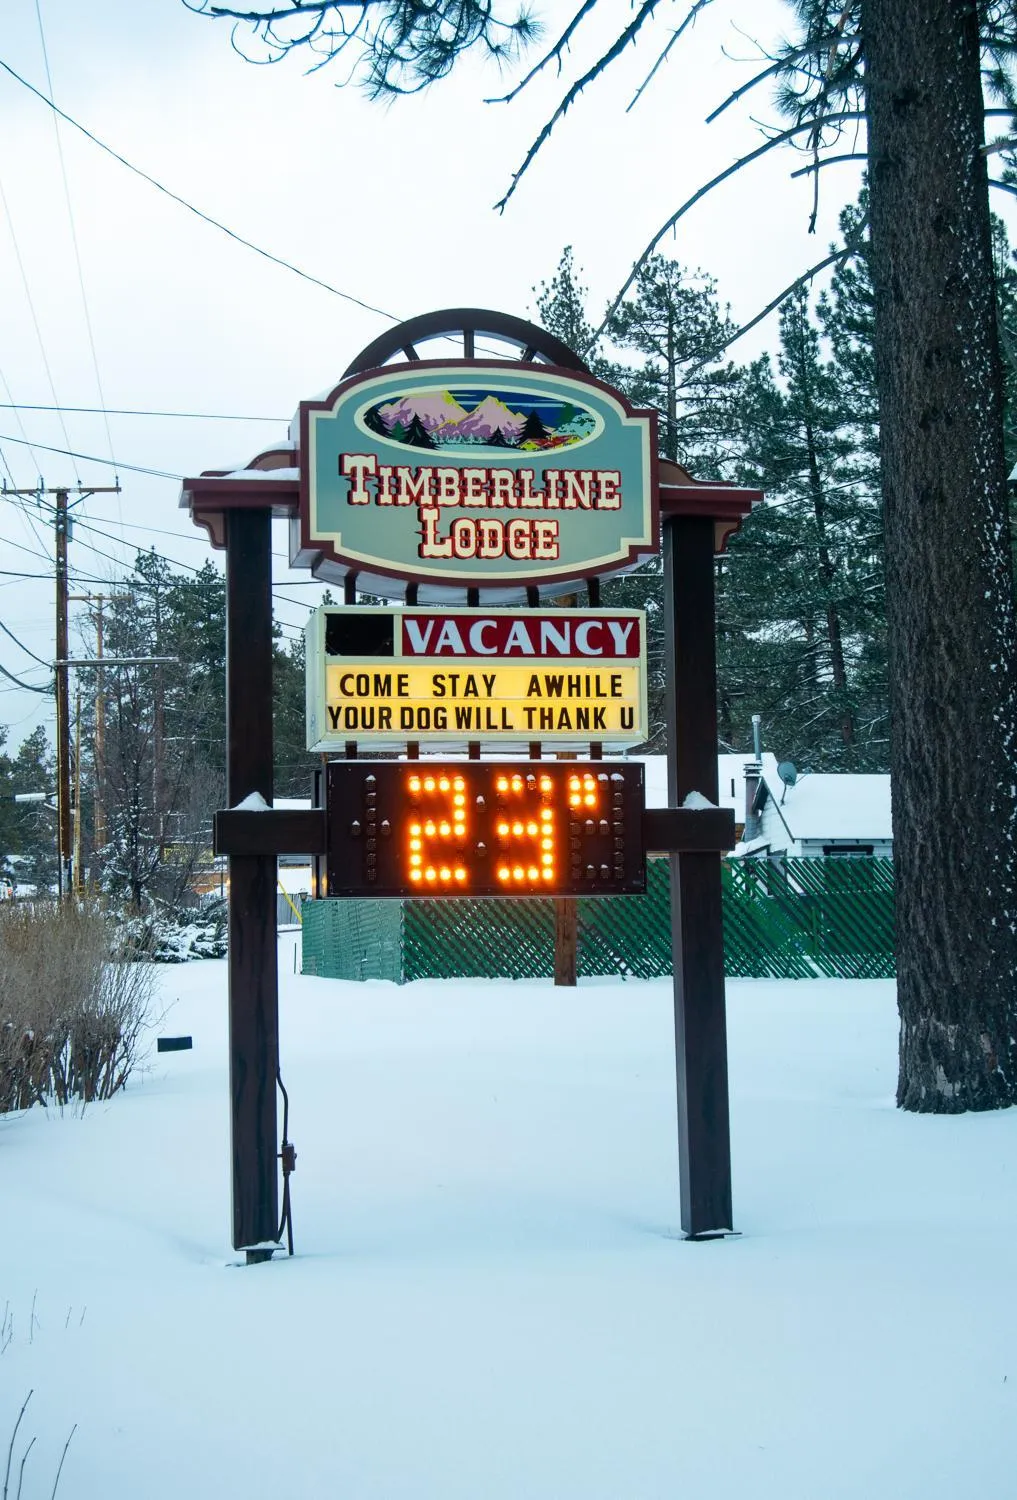 TIMBERLINE
LODGE
VACANCY
COME STAY AWHILE
YOUR DOG WILL THANK U
23°